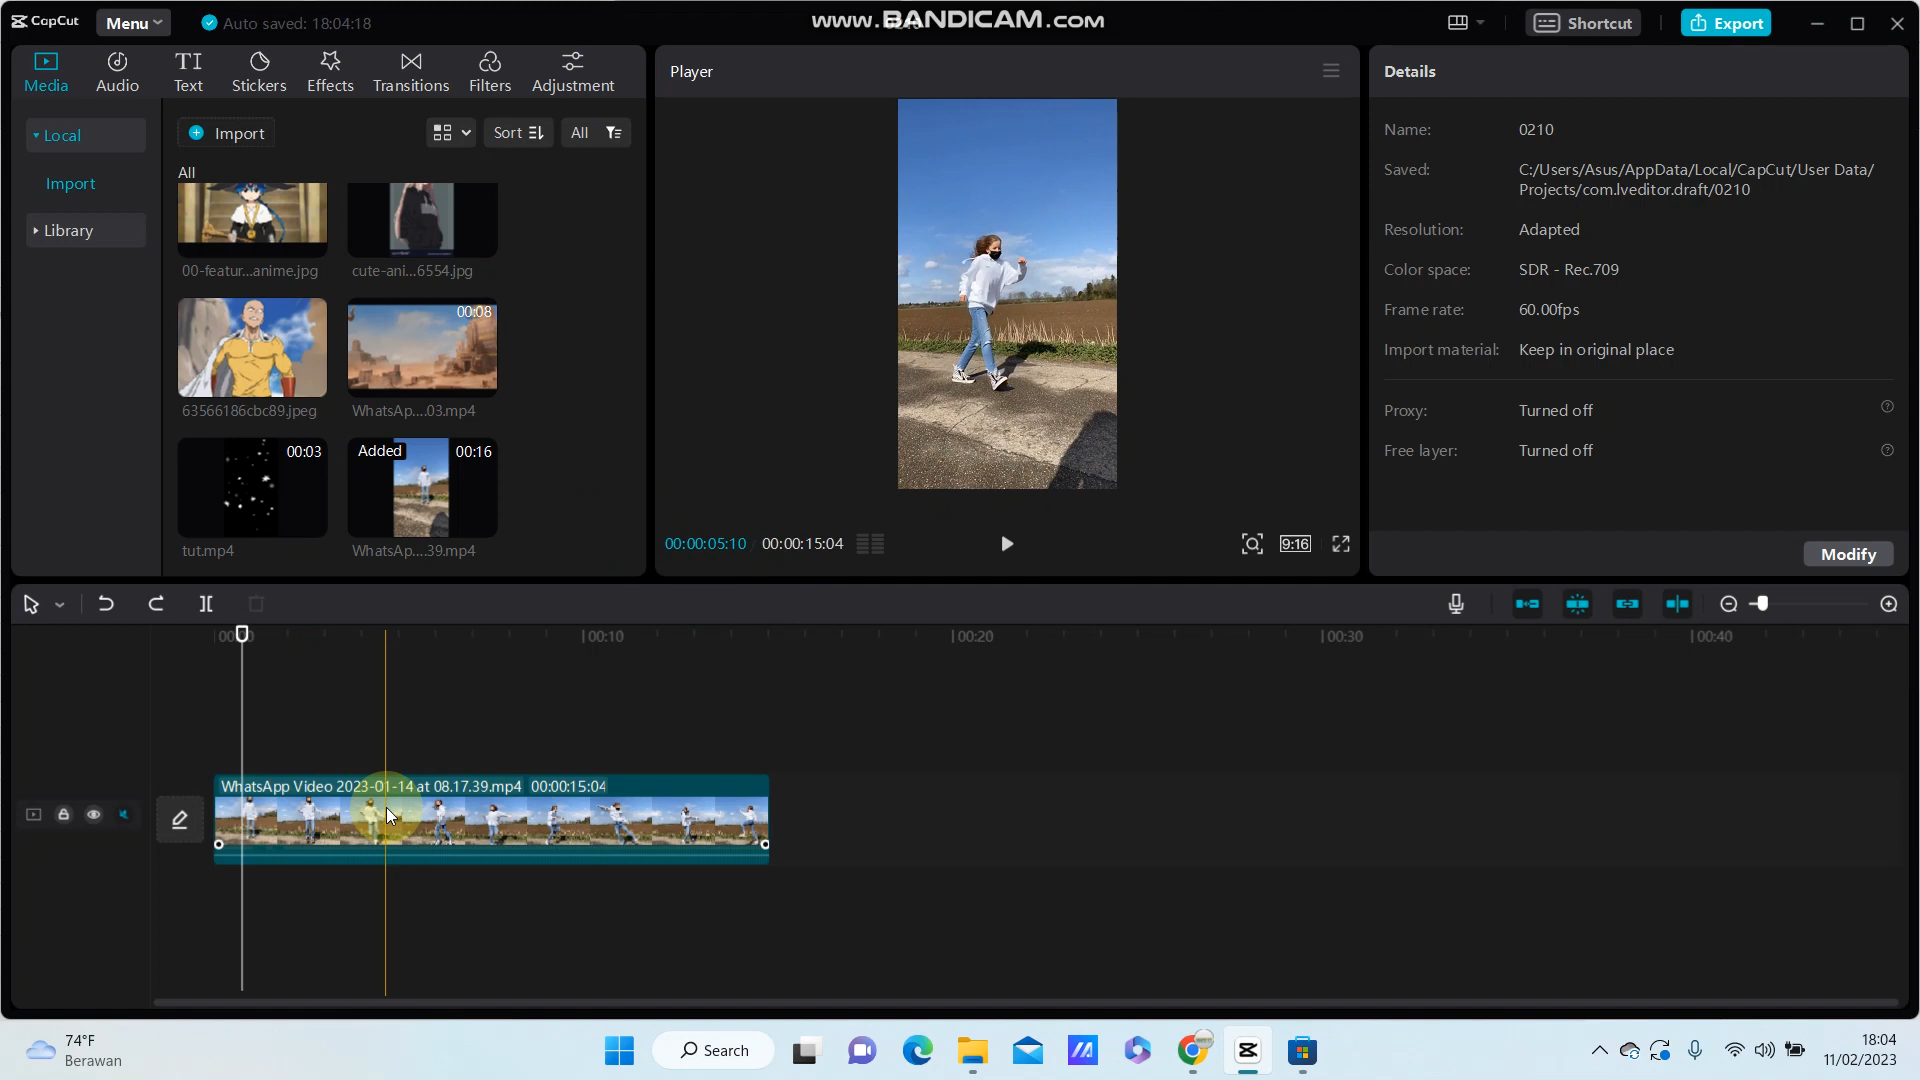 CapCut
Menu
Auto saved: 18:04:18
www.BANDICAM.COM
Shortcut
Export
Media
Audio
Text
Stickers
Effects
Transitions
Filters
Adjustment
Local
Import
Library
Import
Sort
All
All
00-featur...anime.jpg
cute-ani...6554.jpg
63566186cbc89.jpeg
00:08
WhatsAp....03.mp4
00:03
tut.mp4
Added
00:16
WhatsAp....39.mp4
Player
00:00:05:10
00:00:15:04
9:16
Details
Name: 0210
Saved: C:/Users/Asus/AppData/Local/CapCut/User Data/
Projects/com.lveditor.draft/0210
Resolution: Adapted
Color space: SDR - Rec.709
Frame rate: 60.00fps
Import material: Keep in original place
Proxy: Turned off
Free layer: Turned off
Modify
00:10
00:20
00:30
00:40
WhatsApp Video 2023-01-14 at 08.17.39.mp4 00:00:15:04
74°F
Berawan
Search
18:04
11/02/2023